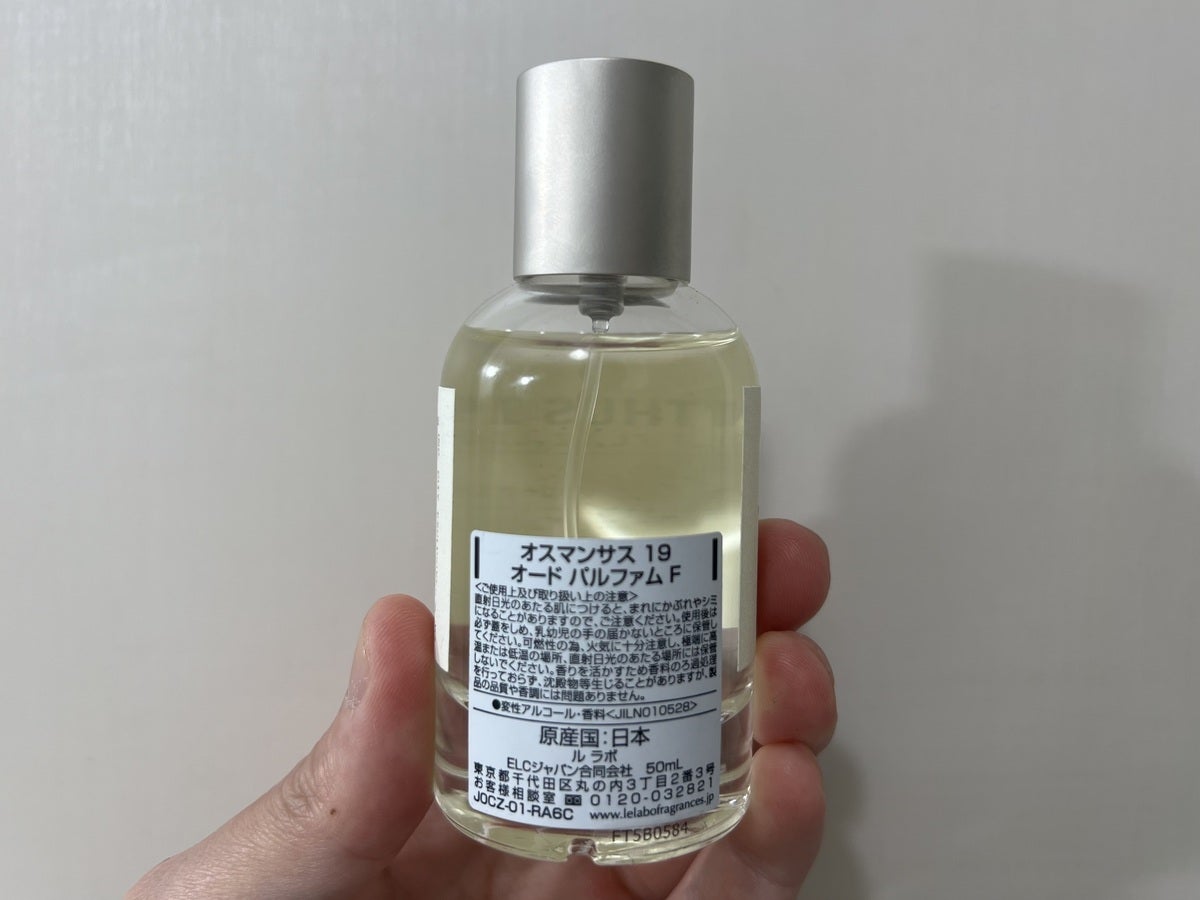 オスマンサス 19
オード パルファム F
<ご使用上及び取り扱い上の注意>
直射日光のあたる肌につけると、まれにかぶれやシミ
になることがありますので、ご注意ください。使用後は
必ず蓋をしめ、乳幼児の手の届かないところに保管し
てください。可燃性の為、火気に十分注意し、極端に高
温または低温の場所、直射日光のあたる場所には保管
しないでください。香りを活かすため香料のろ過処理
を行っておらず、沈殿物等生じることがありますが、製
品の品質や香調には問題ありません。
●変性アルコール・香料<JILN010528>
原産国:日本
ル ラボ
ELCジャパン合同会社 50mL
東京都千代田区丸の内3丁目2番3号
お客様相談室 0120-032821
JOCZ-01-RA6C www.lelabofragrances.jp
FT5B0584